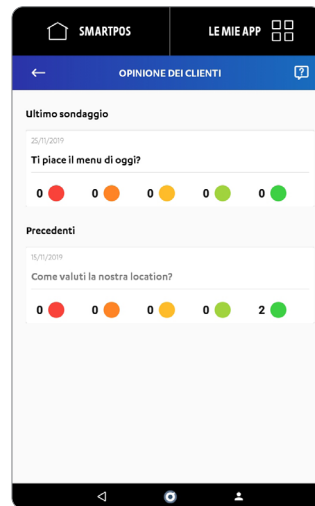 SMARTPOS
LE MIE APP
OPINIONE DEI CLIENTI
Ultimo sondaggio
25/11/2019
Ti piace il menu di oggi?
0 0 0 0 0
Precedenti
15/11/2019
Come valuti la nostra location?
0 0 0 0 2